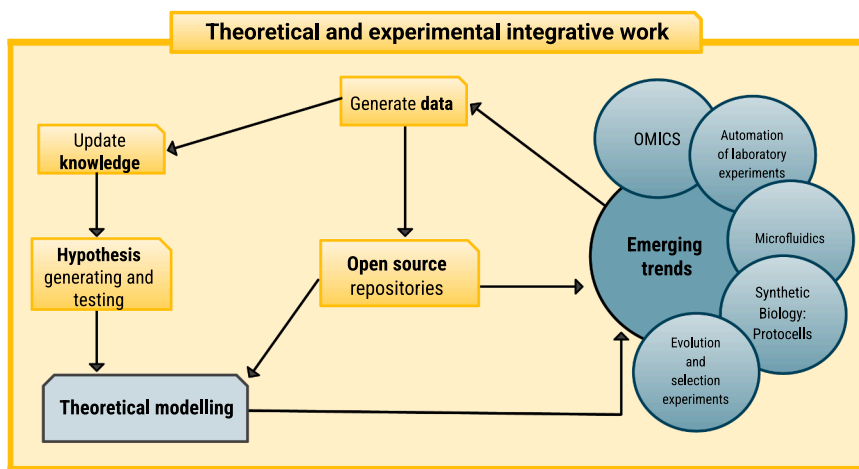 Theoretical and experimental integrative work
Generate data
Update
knowledge
Hypothesis
generating and
testing
Open source
repositories
Theoretical modelling
Emerging
trends
OMICS
Automation
of laboratory
experiments
Microfluidics
Synthetic
Biology:
Protocells
Evolution
and
selection
experiments